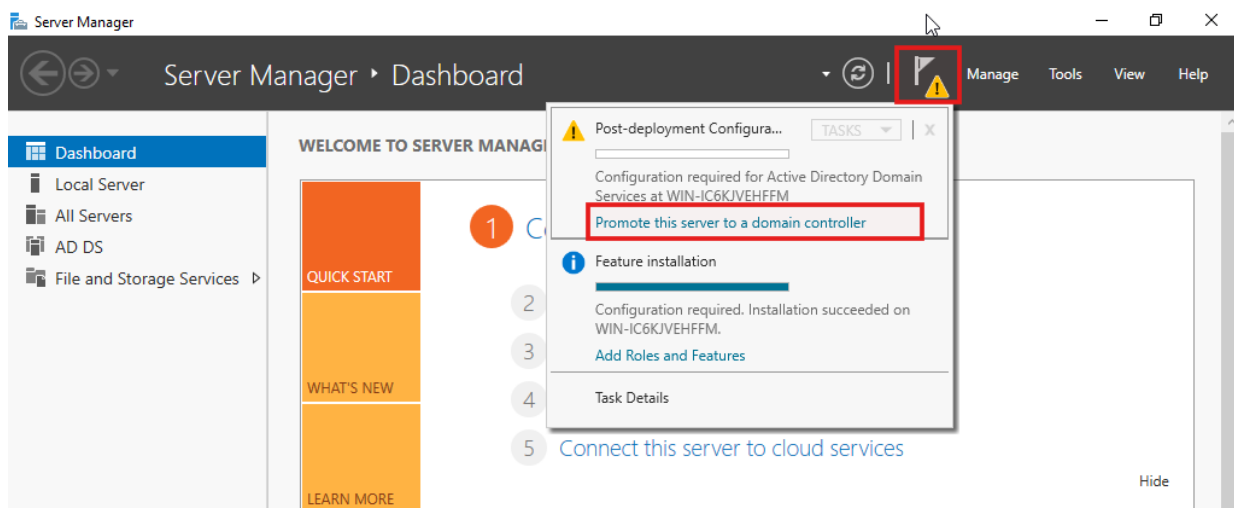 Server Manager
Server Manager • Dashboard
Manage
Tools
View
Help
Dashboard
Local Server
All Servers
AD DS
File and Storage Services
WELCOME TO SERVER MANAG
QUICK START
WHAT'S NEW
LEARN MORE
1
2
3
4
5 Connect this server to cloud services
Hide
Post-deployment Configura...
TASKS
X
Configuration required for Active Directory Domain
Services at WIN-IC6KJVEHFFM
Promote this server to a domain controller
Feature installation
Configuration required. Installation succeeded on
WIN-IC6KJVEHFFM.
Add Roles and Features
Task Details